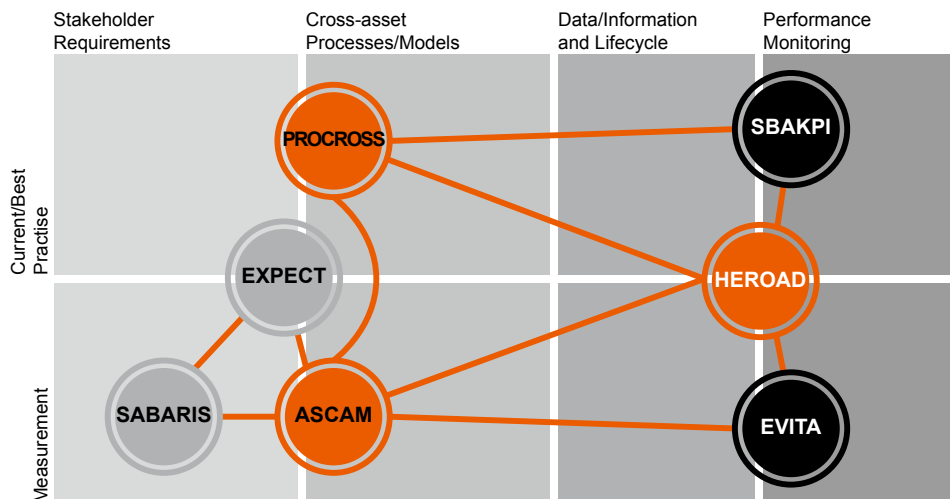 Stakeholder
Requirements
Cross-asset
Processes/Models
Data/Information
and Lifecycle
Performance
Monitoring
Current/Best
Practise
Measurement
PROCROSS
SBAKPI
EXPECT
HEROAD
SABARIS
ASCAM
EVITA